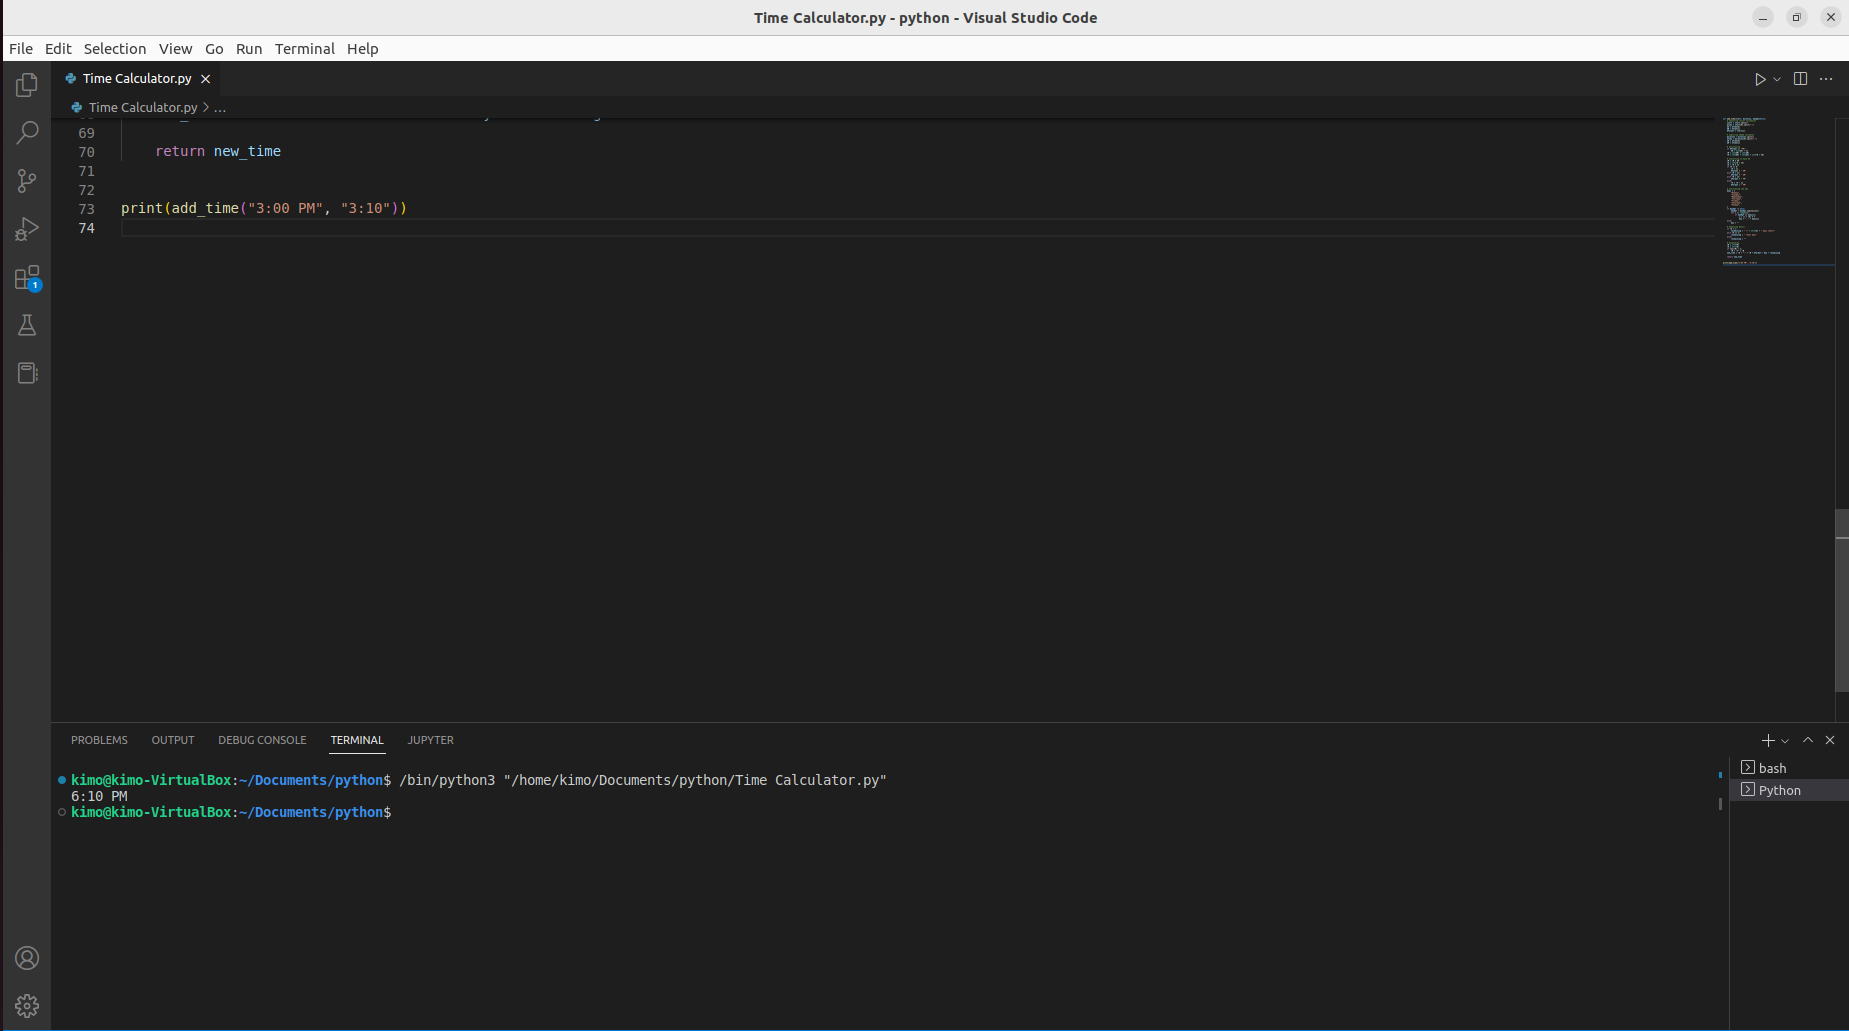 Time Calculator.py - python - Visual Studio Code
File Edit Selection View Go Run Terminal Help
Time Calculator.py
Time Calculator.py > ...
69
70 return new_time
71
72
73 print(add_time("3:00 PM", "3:10"))
74
1
PROBLEMS OUTPUT DEBUG CONSOLE TERMINAL JUPYTER
kimo@kimo-VirtualBox:~/Documents/python$ /bin/python3 "/home/kimo/Documents/python/Time Calculator.py"
6:10 PM
kimo@kimo-VirtualBox:~/Documents/python$
bash
Python